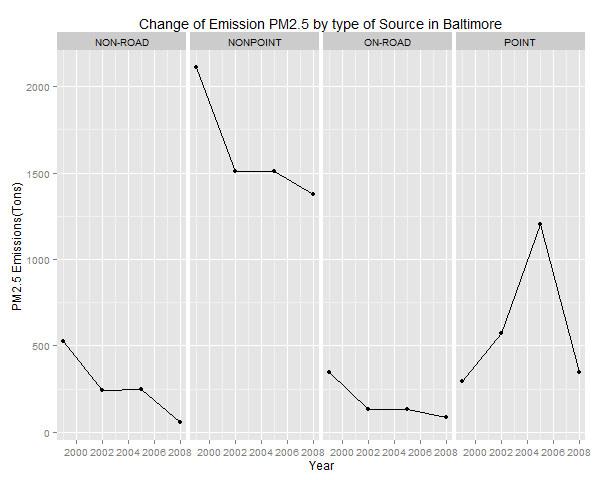 Change of Emission PM2.5 by type of Source in Baltimore
NON-ROAD NONPOINT ON-ROAD POINT
PM2.5 Emissions(Tons)
2000
1500
1000
500
0
2000 2002 2004 2006 2008 2000 2002 2004 2006 2008 2000 2002 2004 2006 2008 2000 2002 2004 2006 2008
Year